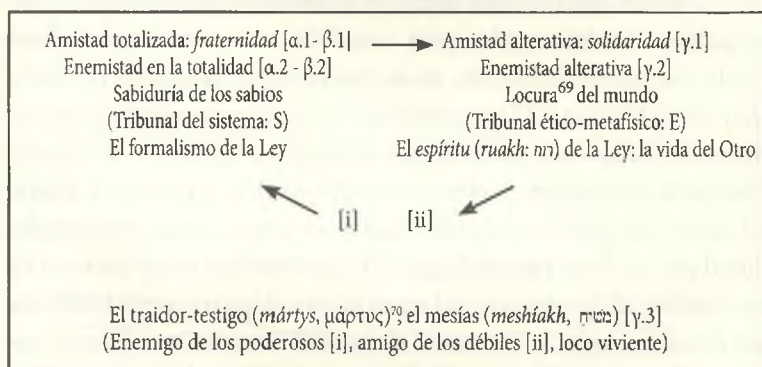 Amistad totalizada: fraternidad [α.1 - β.1]
Enemistad en la totalidad [α.2 - β.2]
Sabiduría de los sabios
(Tribunal del sistema: S)
El formalismo de la Ley
Amistad alterativa: solidaridad [γ.1]
Enemistad alterativa [γ.2]
Locura69 del mundo
(Tribunal ético-metafísico: E)
El espíritu (ruakh: רוח) de la Ley: la vida del Otro
[i] [ii]
El traidor-testigo (mártys, μάρτυς)70, el mesías (meshíakh, משיח) [γ.3]
(Enemigo de los poderosos [i], amigo de los débiles [ii], loco viviente)